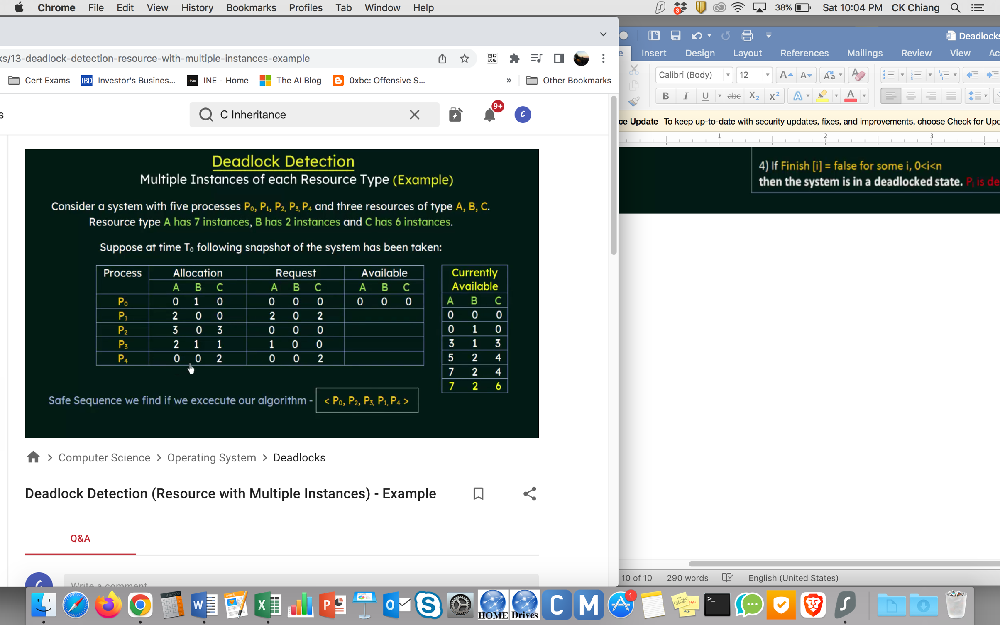 Chrome File Edit View History Bookmarks Profiles Tab Window Help
3 38% Sat 10:04 PM CK Chiang
ks/13-deadlock-detection-resource-with-multiple-instances-example
Cert Exams IBD Investor's Busines... INE INE - Home The AI Blog 0xbc: Offensive S... » Other Bookmarks
s C Inheritance 9+ C
Deadlock Detection
Multiple Instances of each Resource Type (Example)
Consider a system with five processes P₀, P₁, P₂, P₃, P₄ and three resources of type A, B, C.
Resource type A has 7 instances, B has 2 instances and C has 6 instances.
Suppose at time T₀ following snapshot of the system has been taken:
Process Allocation Request Available
A B C A B C A B C
P₀ 0 1 0 0 0 0 0 0 0
P₁ 2 0 0 2 0 2
P₂ 3 0 3 0 0 0
P₃ 2 1 1 1 0 0
P₄ 0 0 2 0 0 2
Currently
Available
A B C
0 0 0
0 1 0
3 1 3
5 2 4
7 2 4
7 2 6
Safe Sequence we find if we excecute our algorithm - < P₀, P₂, P₃, P₁, P₄ >
> Computer Science > Operating System > Deadlocks
Deadlock Detection (Resource with Multiple Instances) - Example
Q&A
Write a comment
Deadlocks
e Insert Design Layout References Mailings Review View Ac
Calibri (Body) 12 A A Aa A
B I U abc X₂ X² A A
ce Update To keep up-to-date with security updates, fixes, and improvements, choose Check for Upd
1 2 3
4) If Finish [i] = false for some i, 0<i<n
then the system is in a deadlocked state. Pᵢ is de
10 of 10 290 words English (United States)
3.141593 W PAGES X P O S HOME Drives C M 1 >_